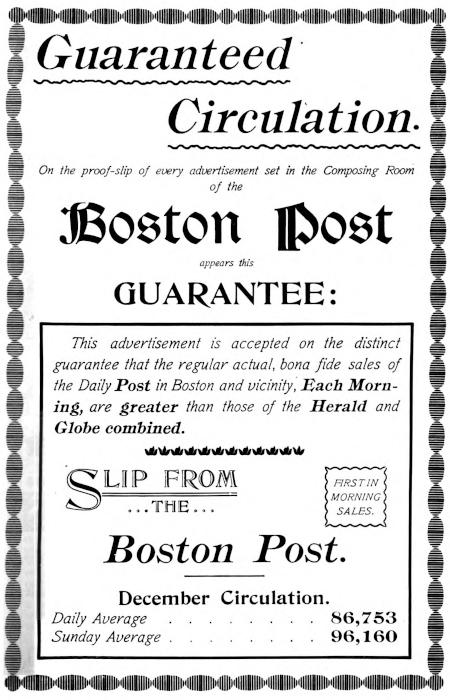 Guaranteed
Circulation.
On the proof-slip of every advertisement set in the Composing Room
of the
Boston Post
appears this
GUARANTEE:
This advertisement is accepted on the distinct
guarantee that the regular actual, bona fide sales of
the Daily Post in Boston and vicinity, Each Morn-
ing, are greater than those of the Herald and
Globe combined.
SLIP FROM
...THE...
FIRST IN
MORNING
SALES.
Boston Post.
December Circulation.
Daily Average . . . . . . . . 86,753
Sunday Average . . . . . . . 96,160